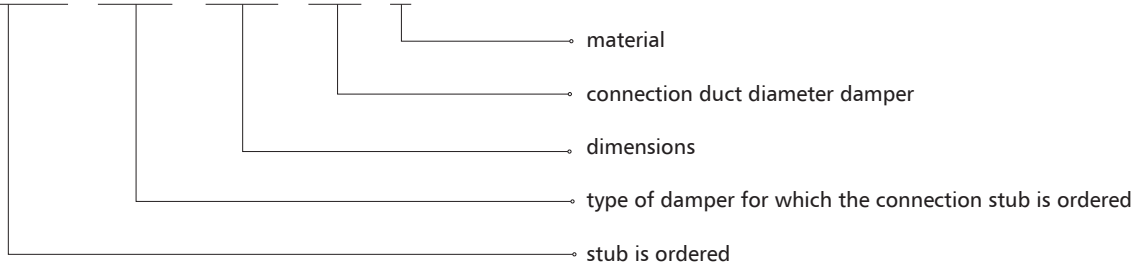 material
connection duct diameter damper
dimensions
type of damper for which the connection stub is ordered
stub is ordered